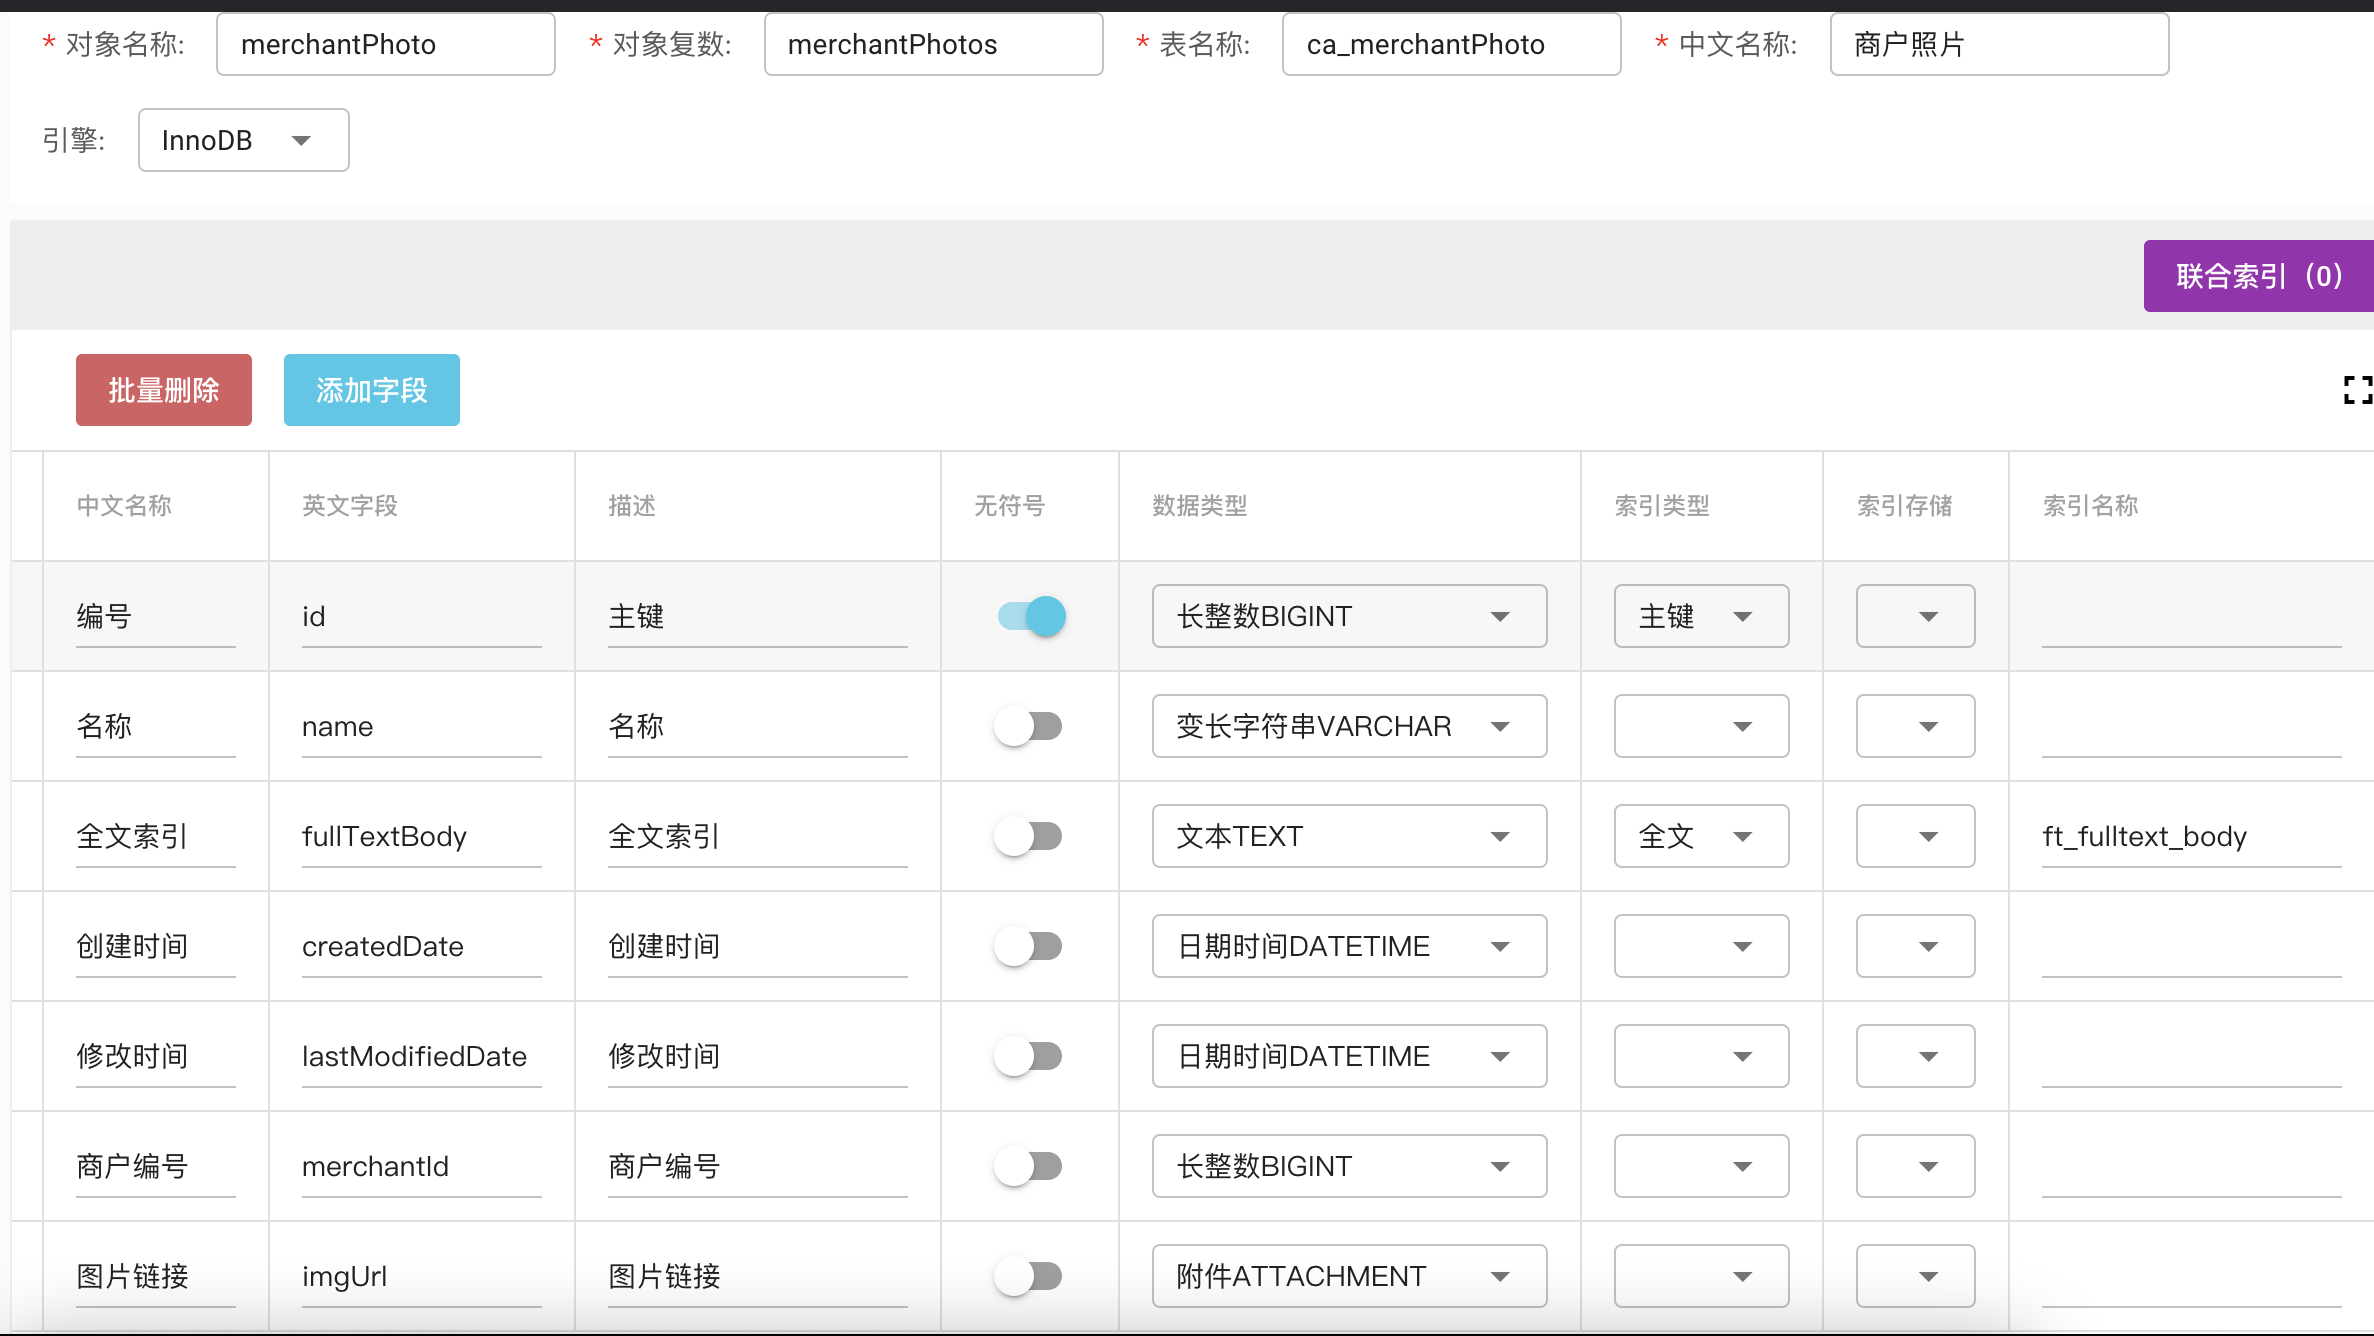 * 对象名称: merchantPhoto * 对象复数: merchantPhotos * 表名称: ca_merchantPhoto * 中文名称: 商户照片
引擎: InnoDB
联合索引 (0)
批量删除 添加字段
中文名称 英文字段 描述 无符号 数据类型 索引类型 索引存储 索引名称
编号 id 主键 长整数BIGINT 主键
名称 name 名称 变长字符串VARCHAR
全文索引 fullTextBody 全文索引 文本TEXT 全文 ft_fulltext_body
创建时间 createdDate 创建时间 日期时间DATETIME
修改时间 lastModifiedDate 修改时间 日期时间DATETIME
商户编号 merchantId 商户编号 长整数BIGINT
图片链接 imgUrl 图片链接 附件ATTACHMENT